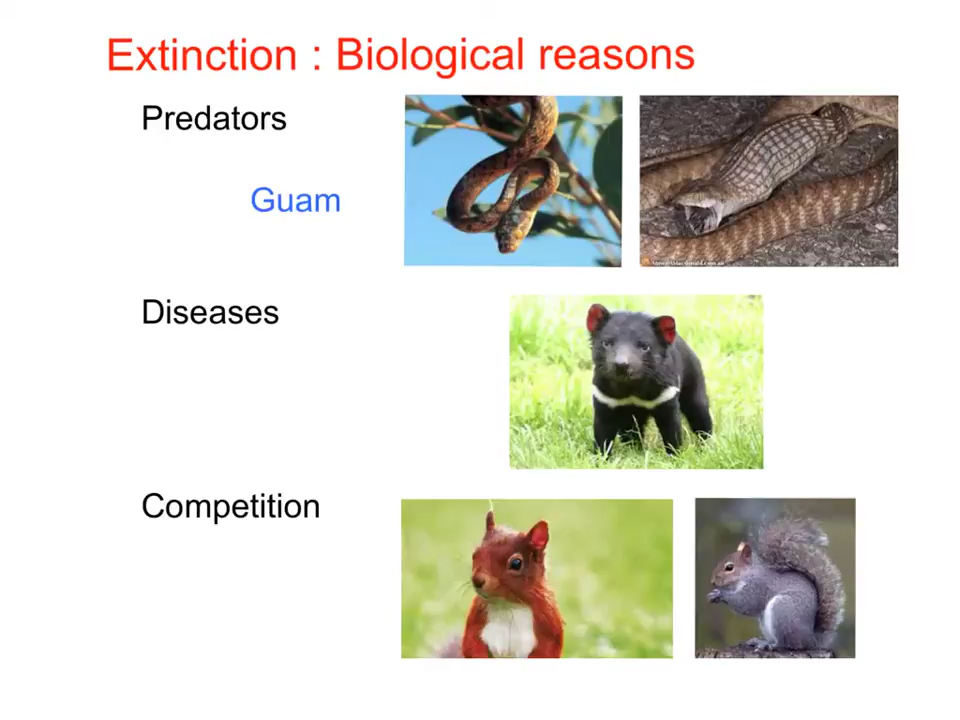 Extinction : Biological reasons
Predators
Guam
Diseases
Competition